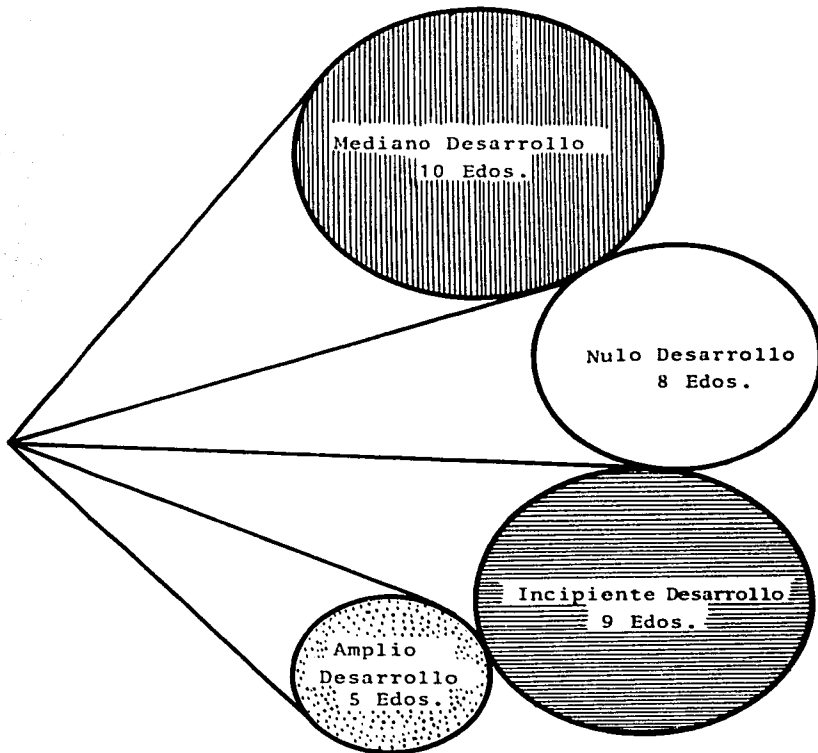 Mediano Desarrollo
10 Edos.
Nulo Desarrollo
8 Edos.
Incipiente Desarrollo
9 Edos.
Amplio
Desarrollo
5 Edos.